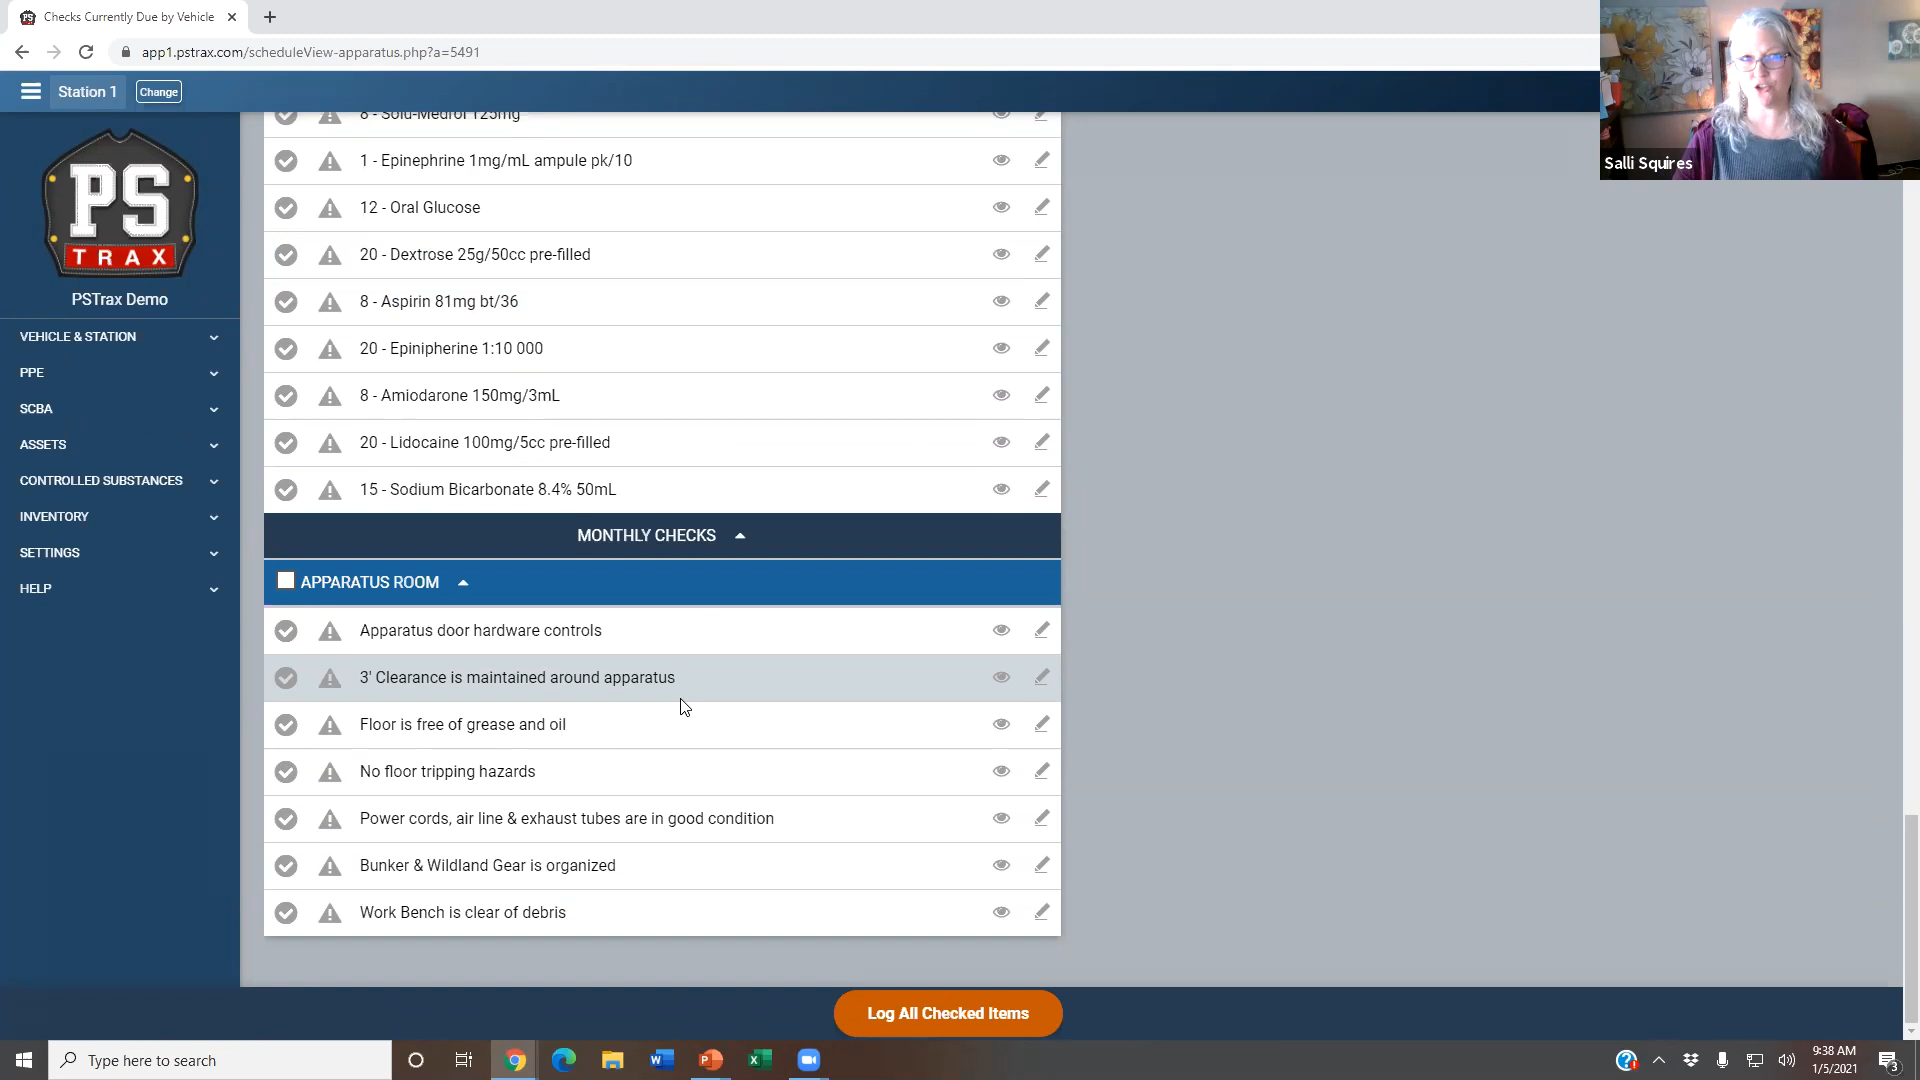 PS
Checks Currently Due by Vehicle
app1.pstrax.com/scheduleView-apparatus.php?a=5491
Station 1
Change
Salli Squires
PS
TRAX
PSTrax Demo
VEHICLE & STATION
PPE
SCBA
ASSETS
CONTROLLED SUBSTANCES
INVENTORY
SETTINGS
HELP
8 - Solu-Medrol 125mg
1 - Epinephrine 1mg/mL ampule pk/10
12 - Oral Glucose
20 - Dextrose 25g/50cc pre-filled
8 - Aspirin 81mg bt/36
20 - Epinipherine 1:10 000
8 - Amiodarone 150mg/3mL
20 - Lidocaine 100mg/5cc pre-filled
15 - Sodium Bicarbonate 8.4% 50mL
MONTHLY CHECKS
APPARATUS ROOM
Apparatus door hardware controls
3' Clearance is maintained around apparatus
Floor is free of grease and oil
No floor tripping hazards
Power cords, air line & exhaust tubes are in good condition
Bunker & Wildland Gear is organized
Work Bench is clear of debris
Log All Checked Items
Type here to search
9:38 AM
1/5/2021
3